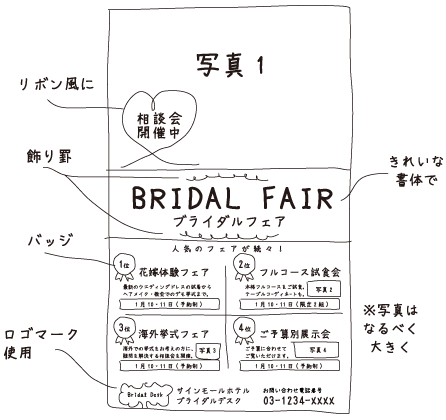 写真1
リボン風に
相談会
開催中
飾り罫
きれいな
書体で
BRIDAL FAIR
ブライダルフェア
バッジ
人気のフェアが続々!
1位
花嫁体験フェア
最新のウエディングドレスの試着から
ヘアメイク・模空でのデモ挙式まで。
1月10・11日(予約制)
2位
フルコース試食会
本格フルコースをご試食。
テーブルコーディネートも。
写真2
1月10・11日(限定2組)
3位
海外挙式フェア
海外での挙式をお考えの方に。
疑問を解決する相談会を開催。
写真3
1月10・11日(予約制)
4位
ご予算別展示会
ご予算に合わせて
ご覧いただけます。
写真4
1月10・11日(予約制)
※写真は
なるべく
大きく
ロゴマーク
使用
Bridal Desk
サインモールホテル
ブライダルデスク
お問い合わせ電話番号
03-1234-XXXX